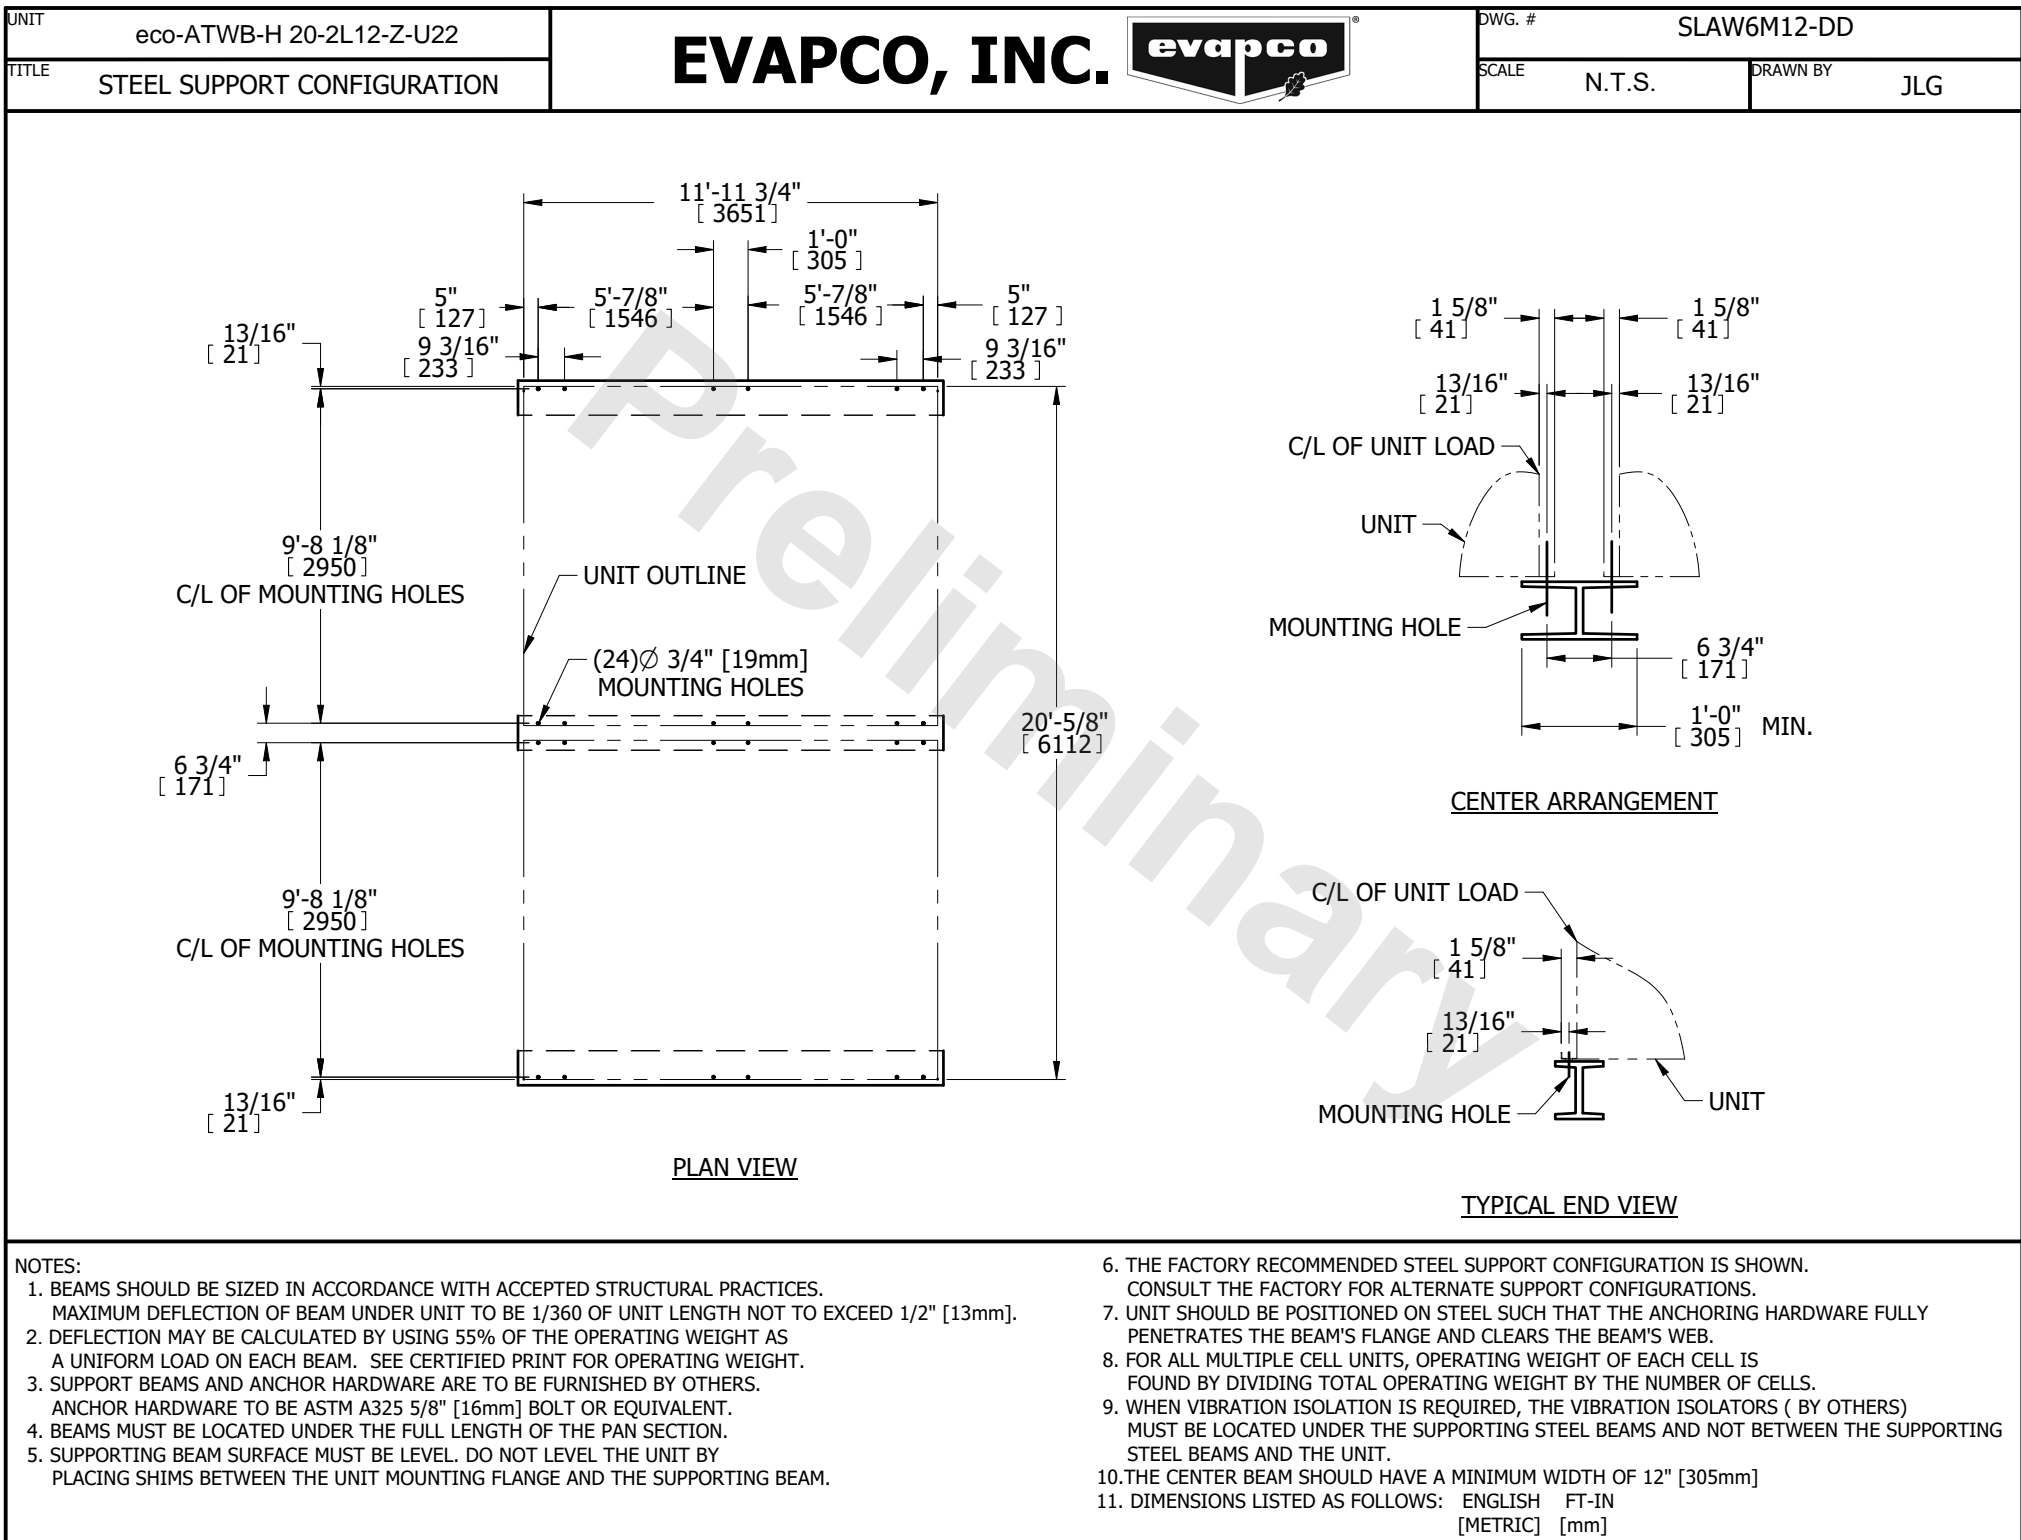 UNIT
eco-ATWB-H 20-2L12-Z-U22
TITLE
STEEL SUPPORT CONFIGURATION
EVAPCO, INC.
evapco
®
DWG. #
SLAW6M12-DD
SCALE
N.T.S.
DRAWN BY
JLG
11'-11 3/4"
[ 3651 ]
1'-0"
[ 305 ]
5"
[ 127 ]
5'-7/8"
[ 1546 ]
5'-7/8"
[ 1546 ]
5"
[ 127 ]
13/16"
[ 21 ]
9 3/16"
[ 233 ]
9 3/16"
[ 233 ]
9'-8 1/8"
[ 2950 ]
C/L OF MOUNTING HOLES
UNIT OUTLINE
(24)∅ 3/4" [19mm]
MOUNTING HOLES
20'-5/8"
[ 6112 ]
6 3/4"
[ 171 ]
9'-8 1/8"
[ 2950 ]
C/L OF MOUNTING HOLES
13/16"
[ 21 ]
PLAN VIEW
1 5/8"
[ 41 ]
1 5/8"
[ 41 ]
13/16"
[ 21 ]
13/16"
[ 21 ]
C/L OF UNIT LOAD
UNIT
MOUNTING HOLE
6 3/4"
[ 171 ]
1'-0"
[ 305 ]
MIN.
CENTER ARRANGEMENT
C/L OF UNIT LOAD
1 5/8"
[ 41 ]
13/16"
[ 21 ]
MOUNTING HOLE
UNIT
TYPICAL END VIEW
Preliminary
NOTES:
1. BEAMS SHOULD BE SIZED IN ACCORDANCE WITH ACCEPTED STRUCTURAL PRACTICES.
MAXIMUM DEFLECTION OF BEAM UNDER UNIT TO BE 1/360 OF UNIT LENGTH NOT TO EXCEED 1/2" [13mm].
2. DEFLECTION MAY BE CALCULATED BY USING 55% OF THE OPERATING WEIGHT AS
A UNIFORM LOAD ON EACH BEAM. SEE CERTIFIED PRINT FOR OPERATING WEIGHT.
3. SUPPORT BEAMS AND ANCHOR HARDWARE ARE TO BE FURNISHED BY OTHERS.
ANCHOR HARDWARE TO BE ASTM A325 5/8" [16mm] BOLT OR EQUIVALENT.
4. BEAMS MUST BE LOCATED UNDER THE FULL LENGTH OF THE PAN SECTION.
5. SUPPORTING BEAM SURFACE MUST BE LEVEL. DO NOT LEVEL THE UNIT BY
PLACING SHIMS BETWEEN THE UNIT MOUNTING FLANGE AND THE SUPPORTING BEAM.
6. THE FACTORY RECOMMENDED STEEL SUPPORT CONFIGURATION IS SHOWN.
CONSULT THE FACTORY FOR ALTERNATE SUPPORT CONFIGURATIONS.
7. UNIT SHOULD BE POSITIONED ON STEEL SUCH THAT THE ANCHORING HARDWARE FULLY
PENETRATES THE BEAM'S FLANGE AND CLEARS THE BEAM'S WEB.
8. FOR ALL MULTIPLE CELL UNITS, OPERATING WEIGHT OF EACH CELL IS
FOUND BY DIVIDING TOTAL OPERATING WEIGHT BY THE NUMBER OF CELLS.
9. WHEN VIBRATION ISOLATION IS REQUIRED, THE VIBRATION ISOLATORS ( BY OTHERS)
MUST BE LOCATED UNDER THE SUPPORTING STEEL BEAMS AND NOT BETWEEN THE SUPPORTING
STEEL BEAMS AND THE UNIT.
10.THE CENTER BEAM SHOULD HAVE A MINIMUM WIDTH OF 12" [305mm]
11. DIMENSIONS LISTED AS FOLLOWS: ENGLISH FT-IN
[METRIC] [mm]